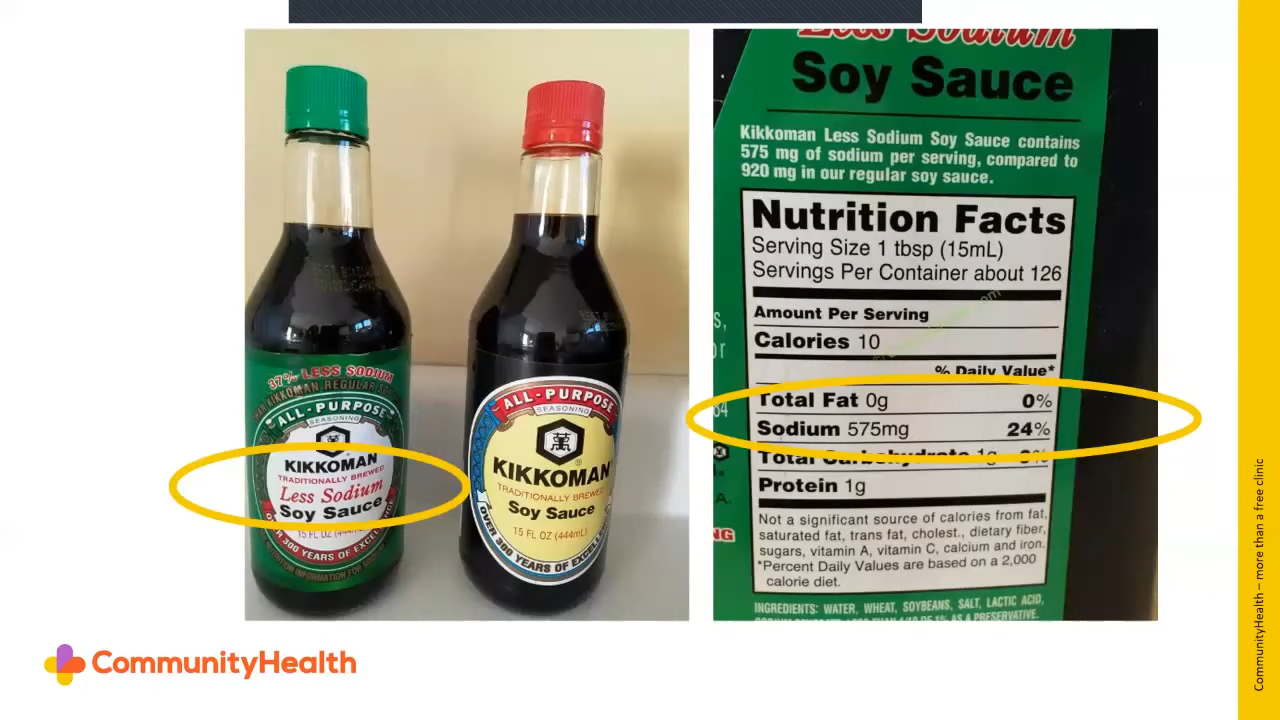 37% LESS SODIUM
ALL-PURPOSE
SEASONING
KIKKOMAN
TRADITIONALLY BREWED
Less Sodium
Soy Sauce
15 FL OZ
300 YEARS OF
ALL-PURPOSE
SEASONING
KIKKOMAN
TRADITIONALLY BREWED
Soy Sauce
15 FL OZ (444mL)
OVER 300 YEARS OF
Less Sodium
Soy Sauce
Kikkoman Less Sodium Soy Sauce contains
575 mg of sodium per serving, compared to
920 mg in our regular soy sauce.
Nutrition Facts
Serving Size 1 tbsp (15mL)
Servings Per Container about 126
Amount Per Serving
Calories 10
% Daily Value*
Total Fat 0g 0%
Sodium 575mg 24%
Total Carbohydrate 1g 0%
Protein 1g
Not a significant source of calories from fat,
saturated fat, trans fat, cholest., dietary fiber,
sugars, vitamin A, vitamin C, calcium and iron.
*Percent Daily Values are based on a 2,000
calorie diet.
INGREDIENTS: WATER, WHEAT, SOYBEANS, SALT, LACTIC ACID,
CommunityHealth
CommunityHealth – more than a free clinic